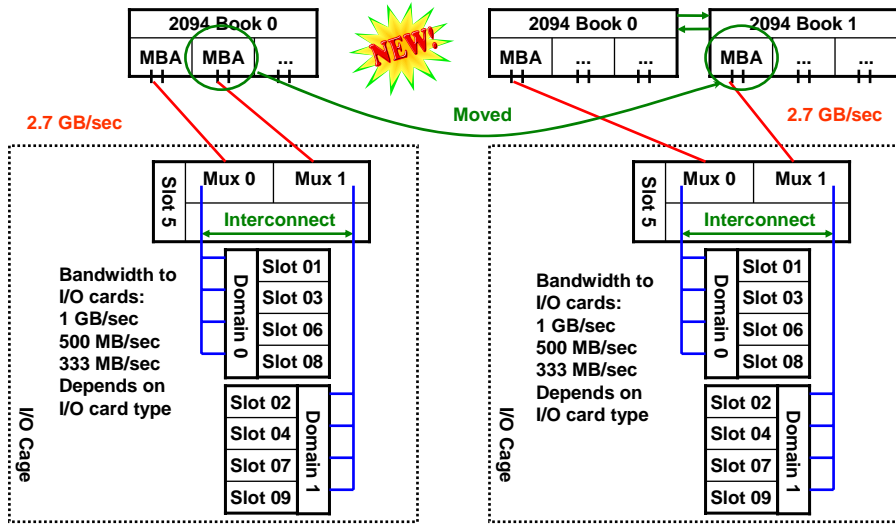 2094 Book 0
MBA
MBA
...
NEW!
2094 Book 0
MBA
...
...
2094 Book 1
MBA
...
...
Moved
2.7 GB/sec
2.7 GB/sec
Slot 5
Mux 0
Mux 1
Interconnect
Bandwidth to
I/O cards:
1 GB/sec
500 MB/sec
333 MB/sec
Depends on
I/O card type
Domain 0
Slot 01
Slot 03
Slot 06
Slot 08
Slot 02
Slot 04
Slot 07
Slot 09
Domain 1
I/O Cage
Slot 5
Mux 0
Mux 1
Interconnect
Bandwidth to
I/O cards:
1 GB/sec
500 MB/sec
333 MB/sec
Depends on
I/O card type
Domain 0
Slot 01
Slot 03
Slot 06
Slot 08
Slot 02
Slot 04
Slot 07
Slot 09
Domain 1
I/O Cage